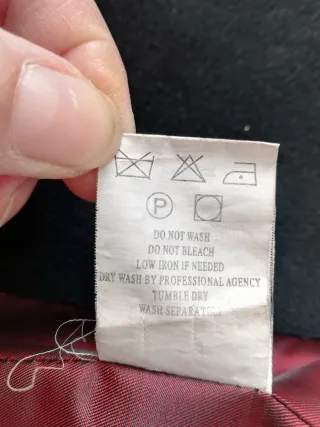 P
DO NOT WASH
DO NOT BLEACH
LOW IRON IF NEEDED
DRY WASH BY PROFESSIONAL AGENCY
TUMBLE DRY
WASH SEPARATELY